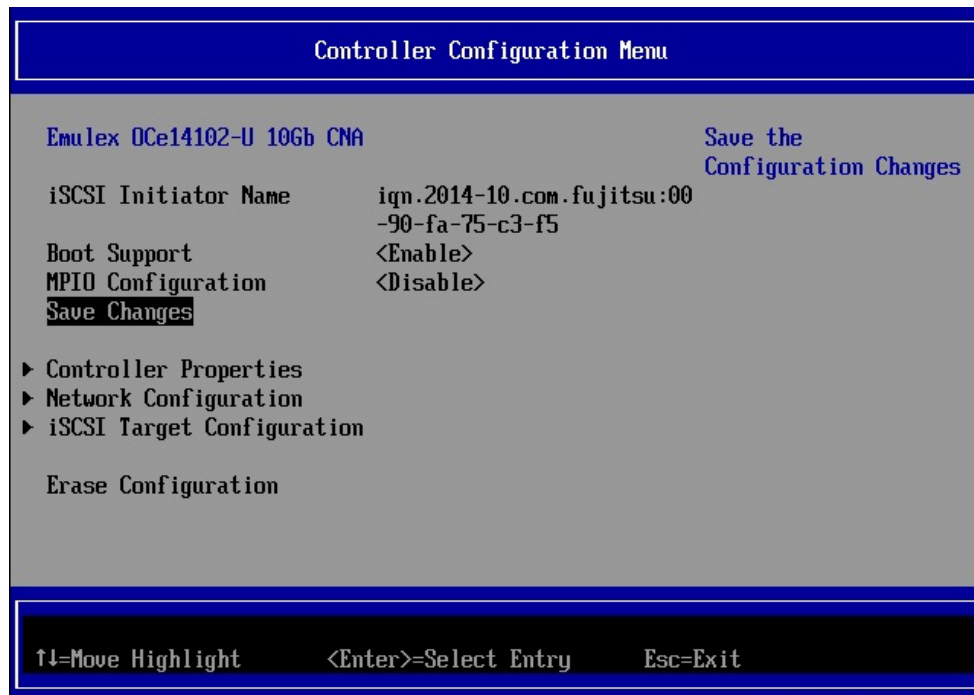 Controller Configuration Menu
Emulex OCe14102-U 10Gb CNA
Save the
Configuration Changes
iSCSI Initiator Name iqn.2014-10.com.fujitsu:00
-90-fa-75-c3-f5
Boot Support <Enable>
MPIO Configuration <Disable>
Save Changes
▶ Controller Properties
▶ Network Configuration
▶ iSCSI Target Configuration
Erase Configuration
↑↓=Move Highlight <Enter>=Select Entry Esc=Exit